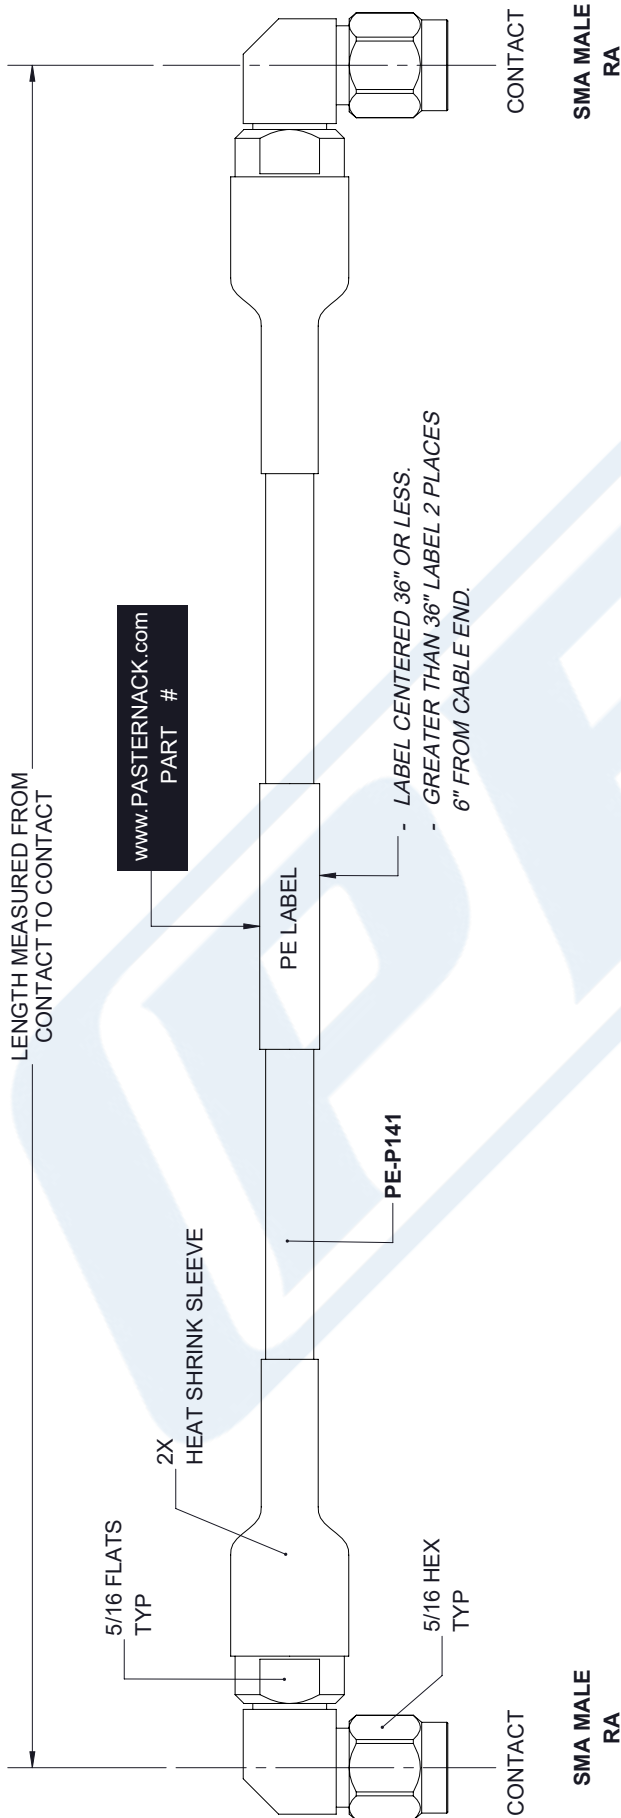 LENGTH MEASURED FROM
CONTACT TO CONTACT
www.PASTERNACK.com
PART #
5/16 FLATS
TYP
2X
HEAT SHRINK SLEEVE
PE LABEL
PE-P141
- LABEL CENTERED 36" OR LESS.
- GREATER THAN 36" LABEL 2 PLACES
6" FROM CABLE END.
5/16 HEX
TYP
CONTACT
CONTACT
SMA MALE
RA
SMA MALE
RA